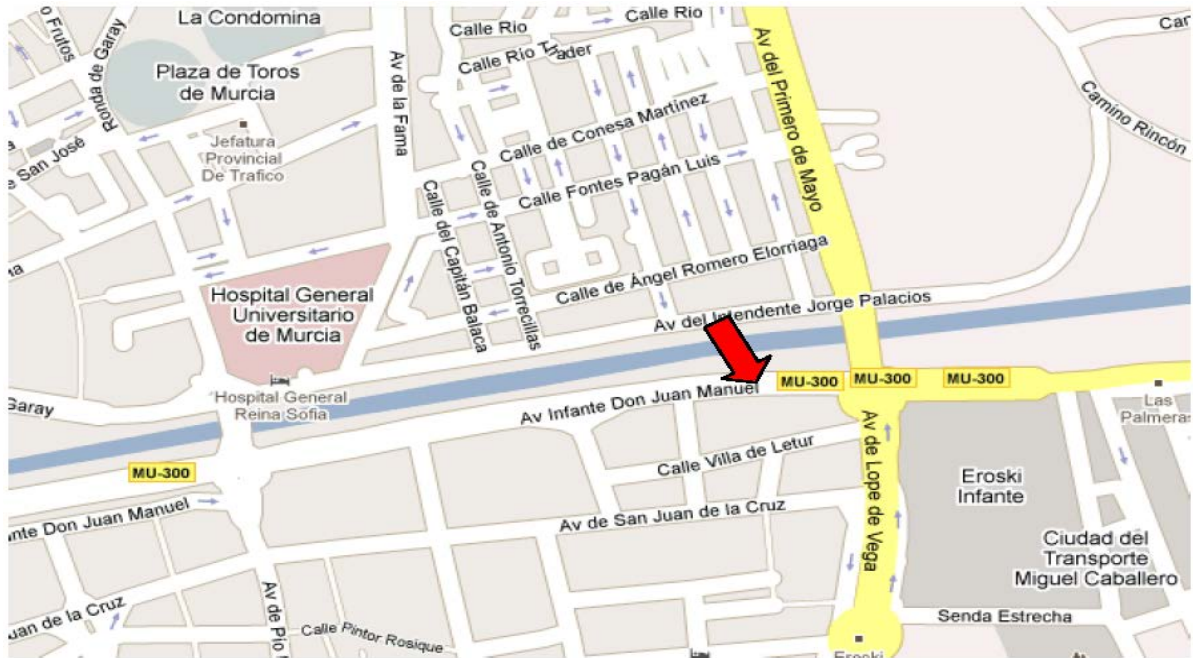 La Condomina
Calle Rio
Calle Rio
Car
o Frutos
Ronda de Garay
Plaza de Toros
de Murcia
Av de la Fama
Calle Rio
Thader
Av del Primero de Mayo
Camino Rincón
Jefatura
Provincial
De Trafico
e San José
Calle de Conesa Martinez
Calle Fontes Pagán Luis
Calle del Capitán Balaca
Calle de Antonio Torrecillas
Calle de Ángel Romero Elorriaga
Hospital General
Universitario
de Murcia
Av del Intendente Jorge Palacios
Hospital General
Reina Sofia
Garay
Av Infante Don Juan Manuel
MU-300
MU-300
MU-300
Las
Palmeras
MU-300
Calle Villa de Letur
Av de Lope de Vega
Eroski
Infante
nte Don Juan Manuel
Av de San Juan de la Cruz
Ciudad del
Transporte
Miguel Caballero
uan de la Cruz
Av de Pío
Calle Pintor Rosique
Senda Estrecha
Eroski